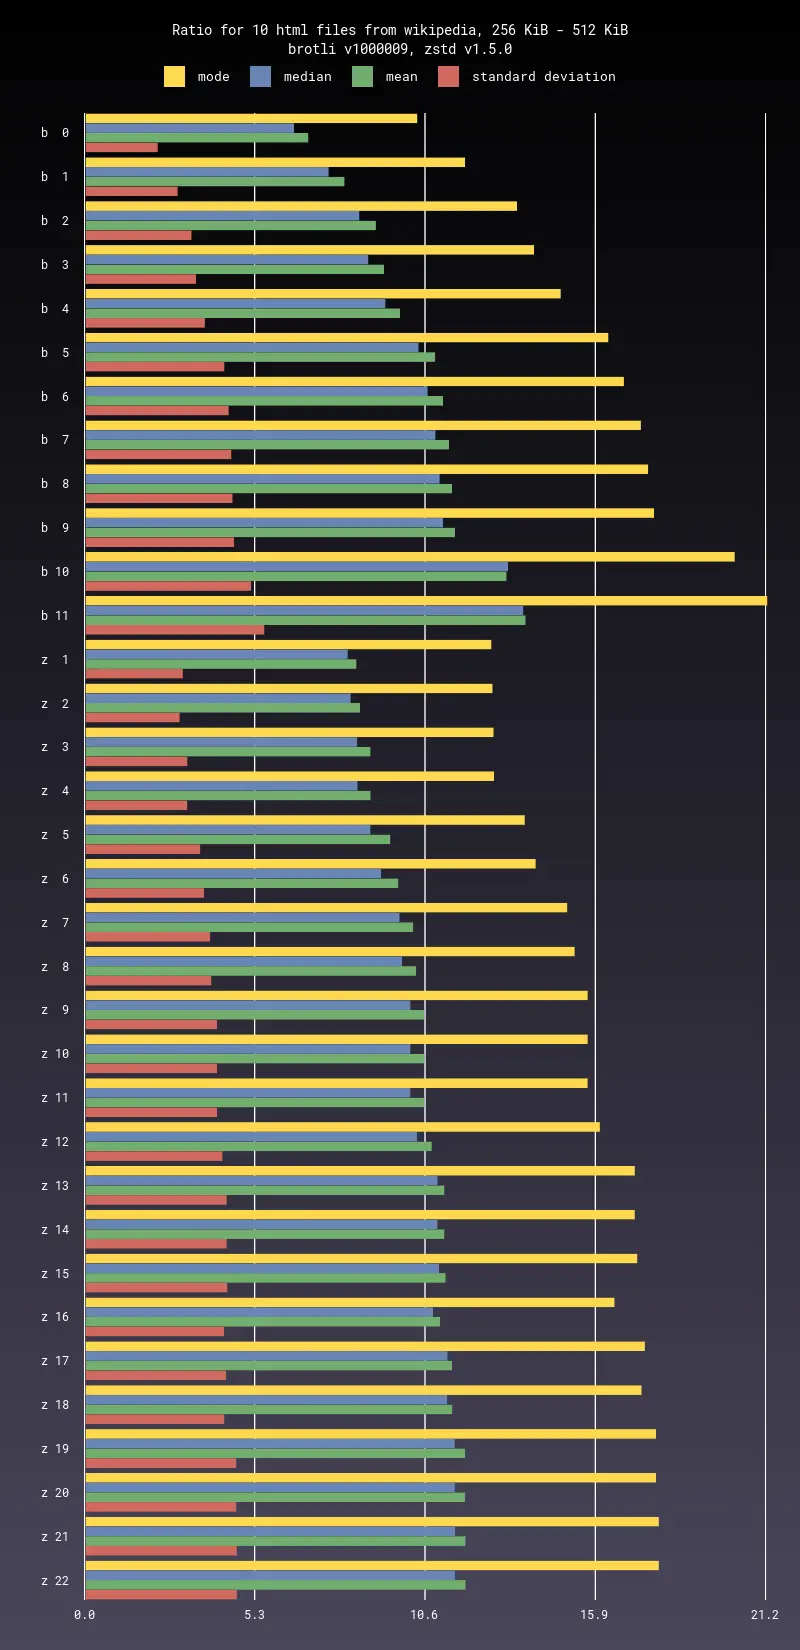 Ratio for 10 html files from wikipedia, 256 KiB - 512 KiB
brotli v1000009, zstd v1.5.0
mode median mean standard deviation
b 0
b 1
b 2
b 3
b 4
b 5
b 6
b 7
b 8
b 9
b 10
b 11
z 1
z 2
z 3
z 4
z 5
z 6
z 7
z 8
z 9
z 10
z 11
z 12
z 13
z 14
z 15
z 16
z 17
z 18
z 19
z 20
z 21
z 22
0.0 5.3 10.6 15.9 21.2